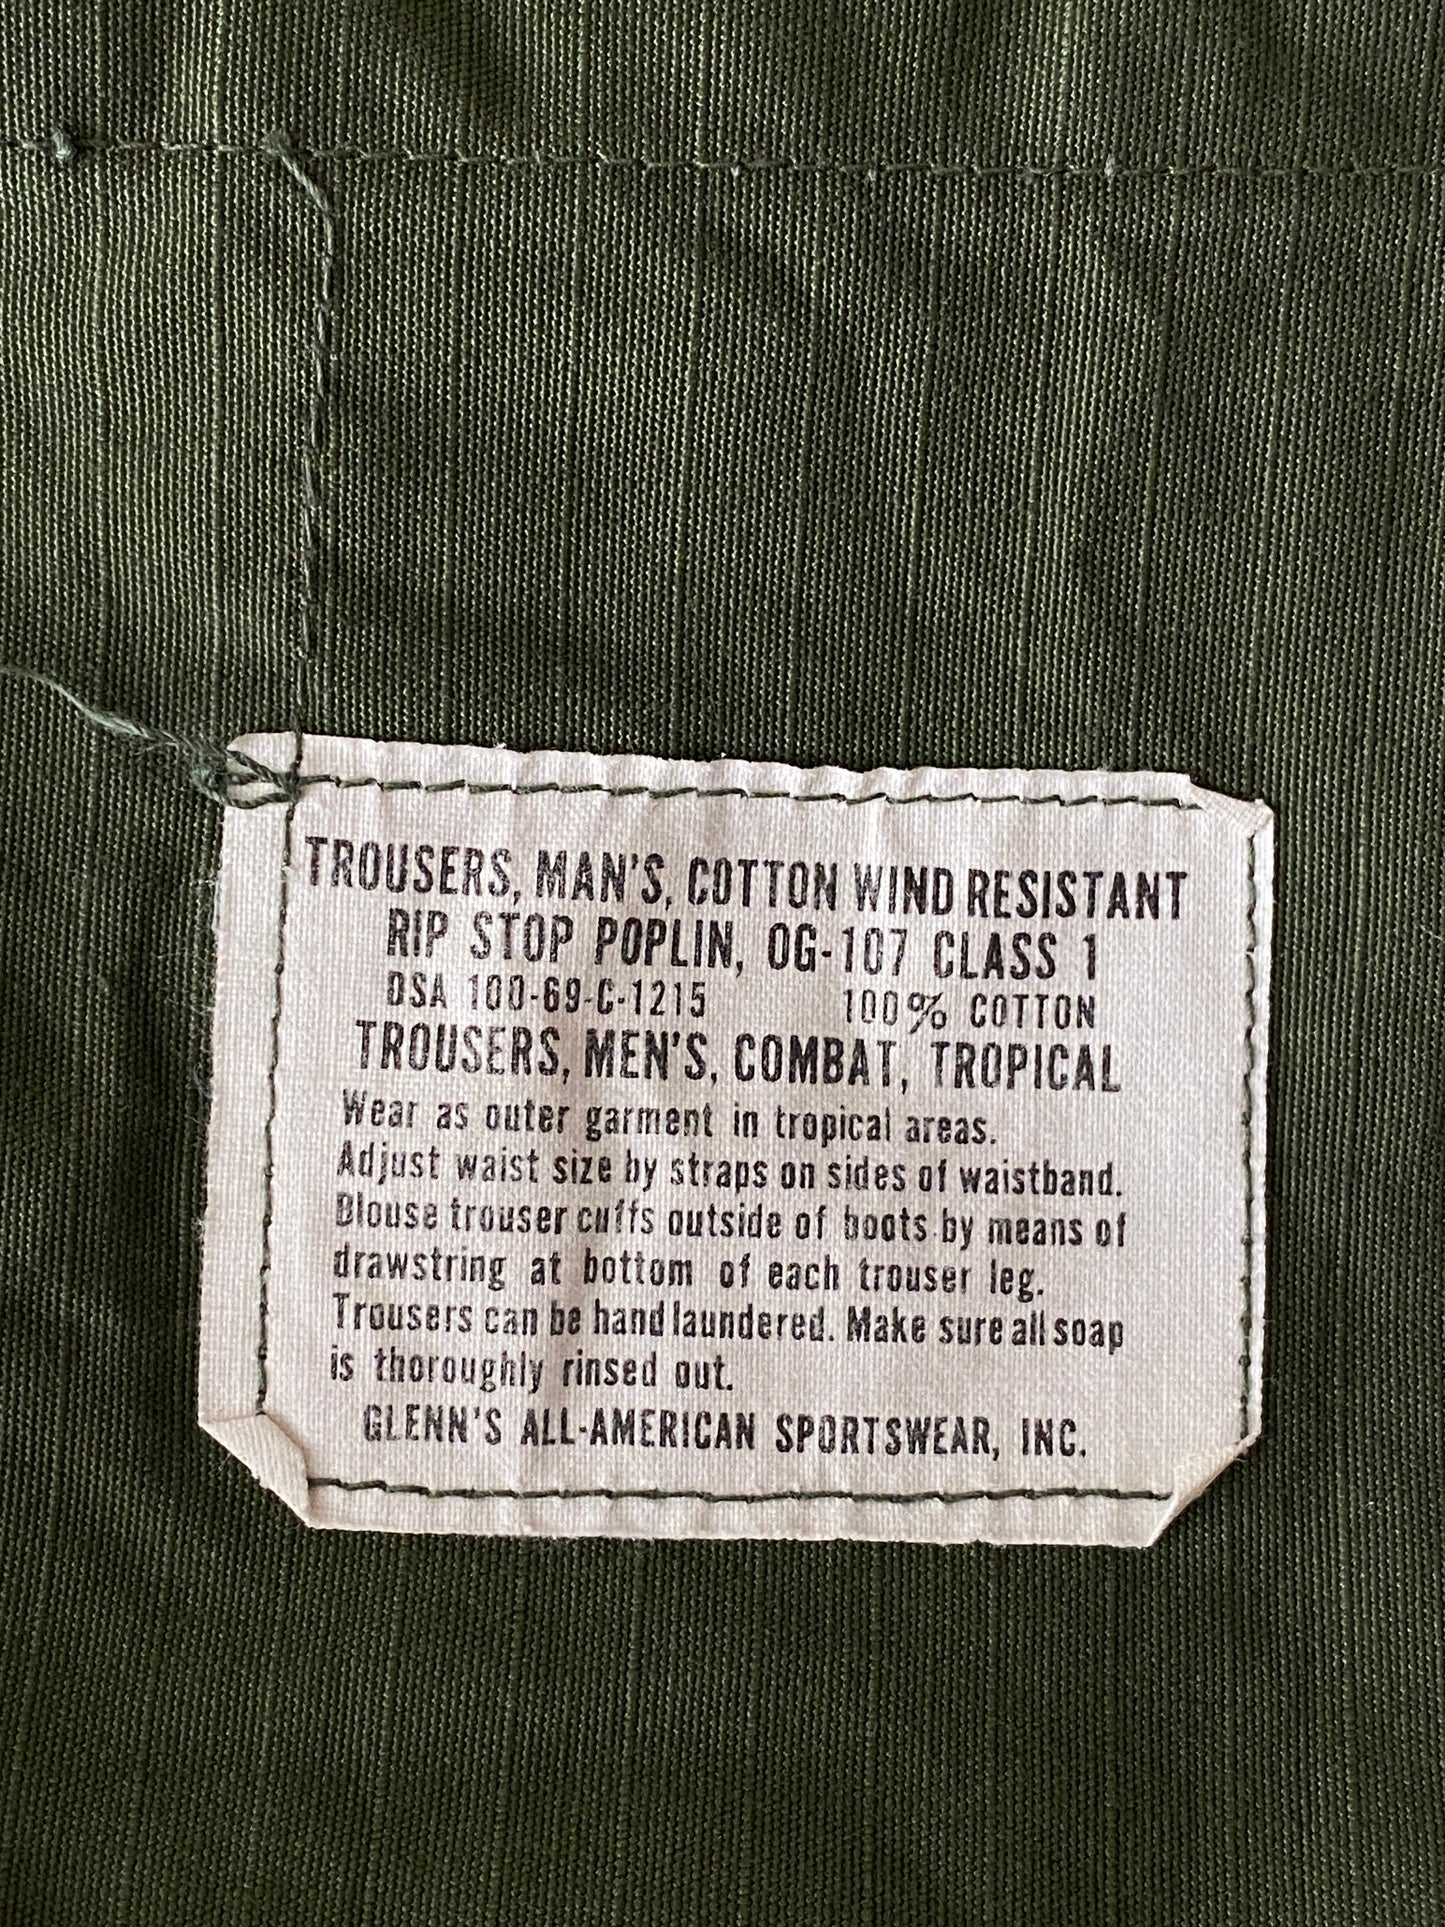 TROUSERS, MAN'S, COTTON WIND RESISTANT
RIP STOP POPLIN, OG-107 CLASS 1
DSA 100-69-C-1215 100% COTTON
TROUSERS, MEN'S, COMBAT, TROPICAL
Wear as outer garment in tropical areas.
Adjust waist size by straps on sides of waistband.
Blouse trouser cuffs outside of boots by means of
drawstring at bottom of each trouser leg.
Trousers can be hand laundered. Make sure all soap
is thoroughly rinsed out.
GLENN'S ALL-AMERICAN SPORTSWEAR, INC.